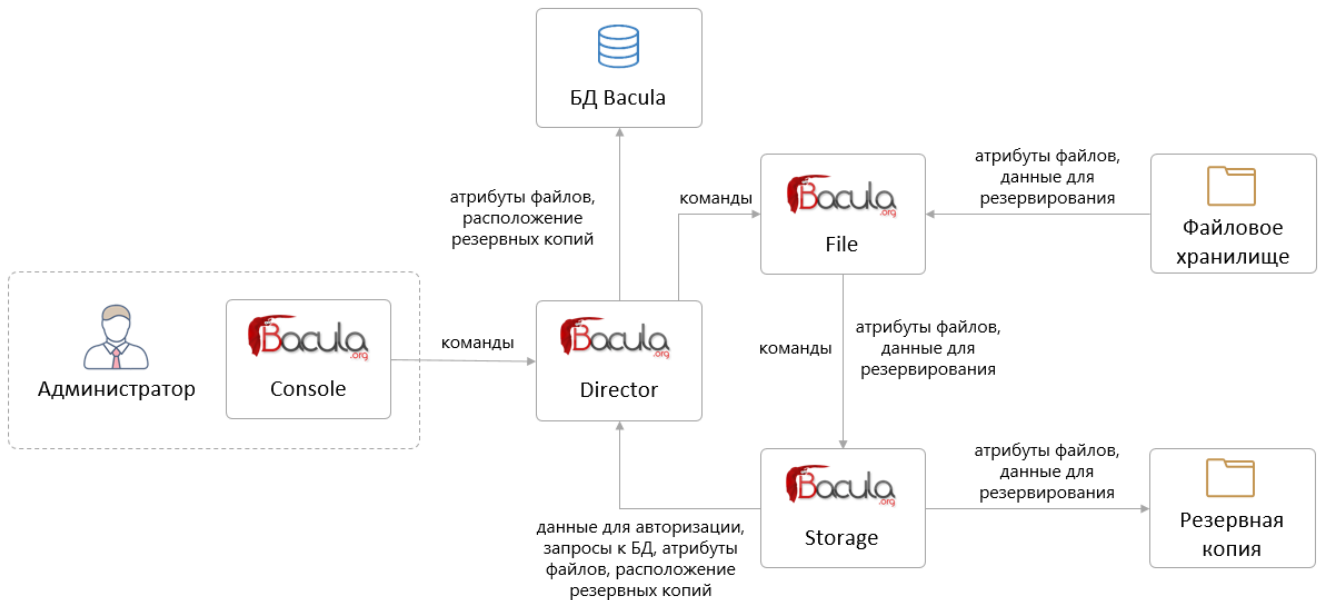 БД Bacula
атрибуты файлов,
расположение
резервных копий
команды
Bacula
.org
File
атрибуты файлов,
данные для
резервирования
Файловое
хранилище
Администратор
Bacula
.org
Console
команды
Bacula
.org
Director
команды
атрибуты файлов,
данные для
резервирования
данные для авторизации,
запросы к БД, атрибуты
файлов, расположение
резервных копий
Bacula
.org
Storage
атрибуты файлов,
данные для
резервирования
Резервная
копия